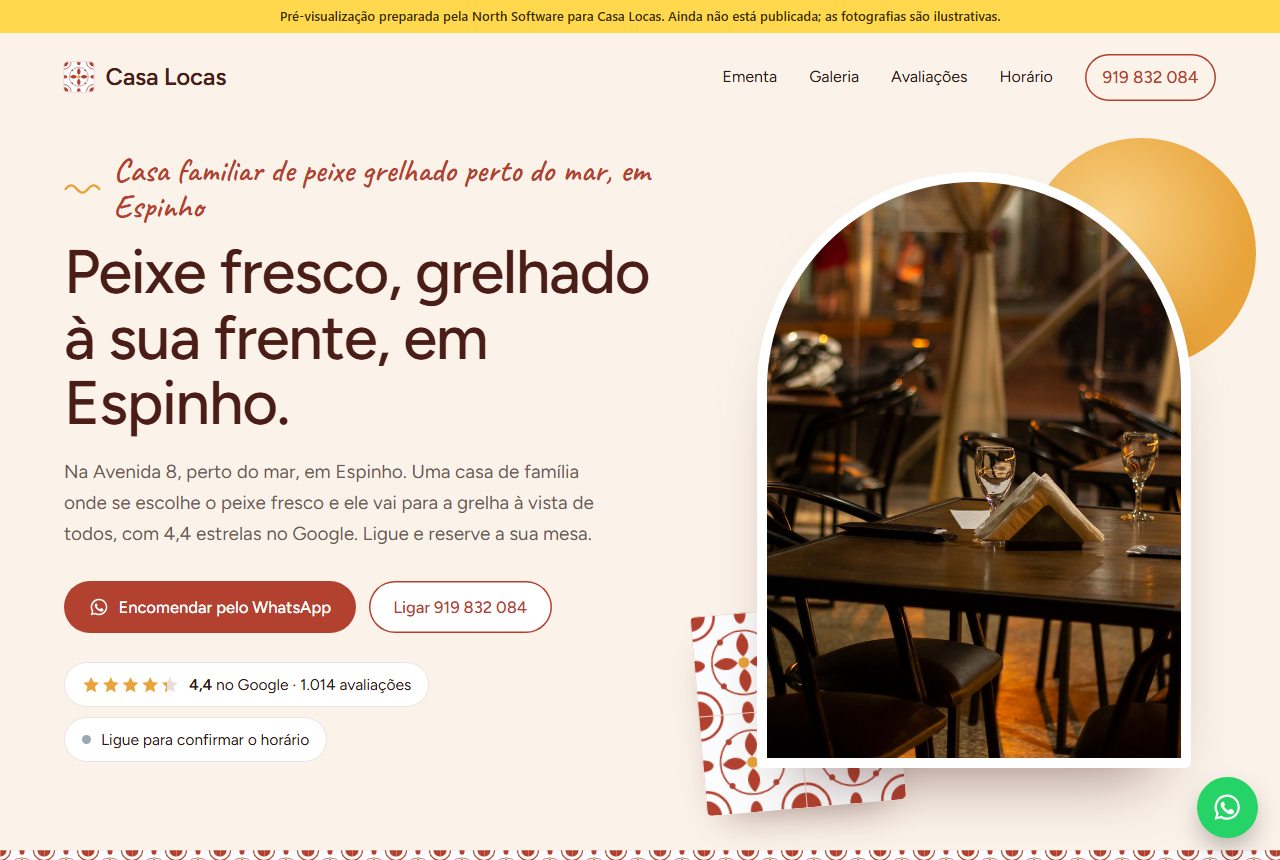 Pré-visualização preparada pela North Software para Casa Locas. Ainda não está publicada; as fotografias são ilustrativas.
Casa Locas
Ementa
Galeria
Avaliações
Horário
919 832 084
Casa familiar de peixe grelhado perto do mar, em
Espinho
Peixe fresco, grelhado
à sua frente, em
Espinho.
Na Avenida 8, perto do mar, em Espinho. Uma casa de família
onde se escolhe o peixe fresco e ele vai para a grelha à vista de
todos, com 4,4 estrelas no Google. Ligue e reserve a sua mesa.
Encomendar pelo WhatsApp
Ligar 919 832 084
4,4 no Google · 1.014 avaliações
Ligue para confirmar o horário